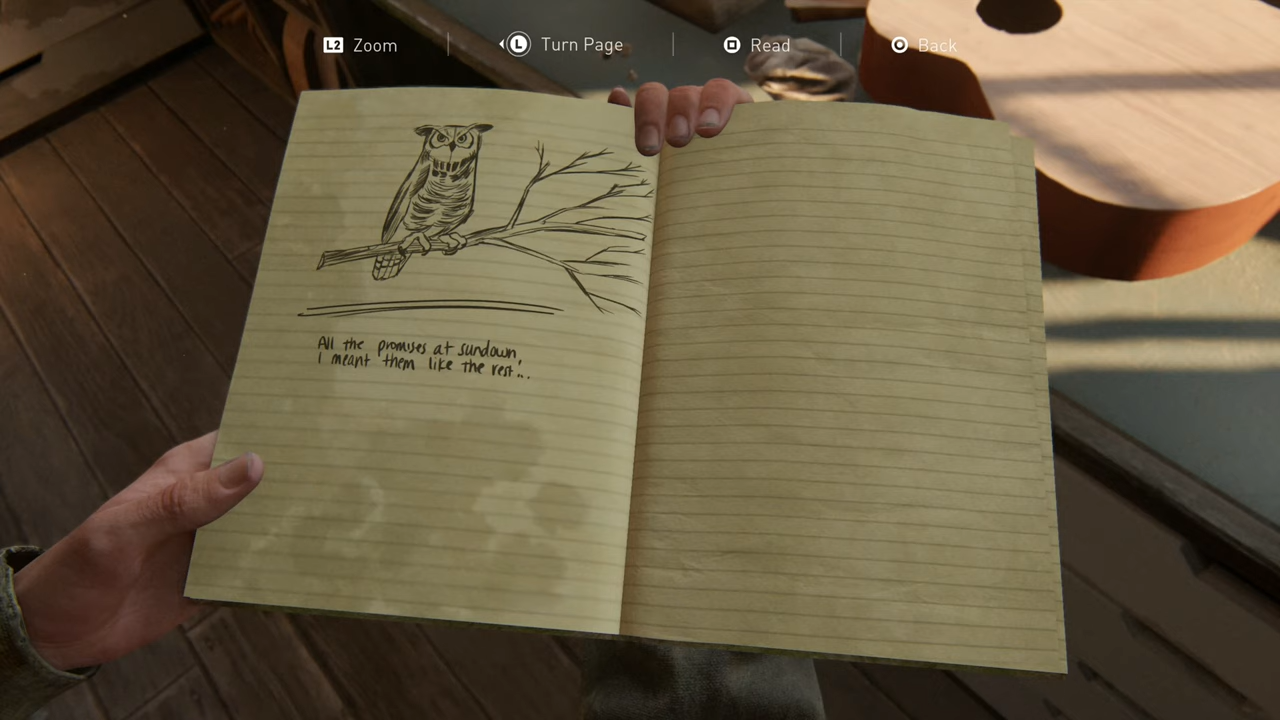 L2 Zoom
L Turn Page
Read
Back
All the promises at sundown,
I meant them like the rest...